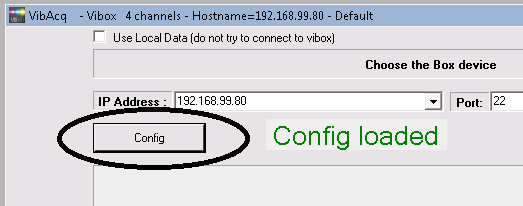 VibAcq - Vibox 4 channels - Hostname=192.168.99.80 - Default
Use Local Data (do not try to connect to vibox)
Choose the Box device
IP Address : 192.168.99.80 Port: 22
Config Config loaded